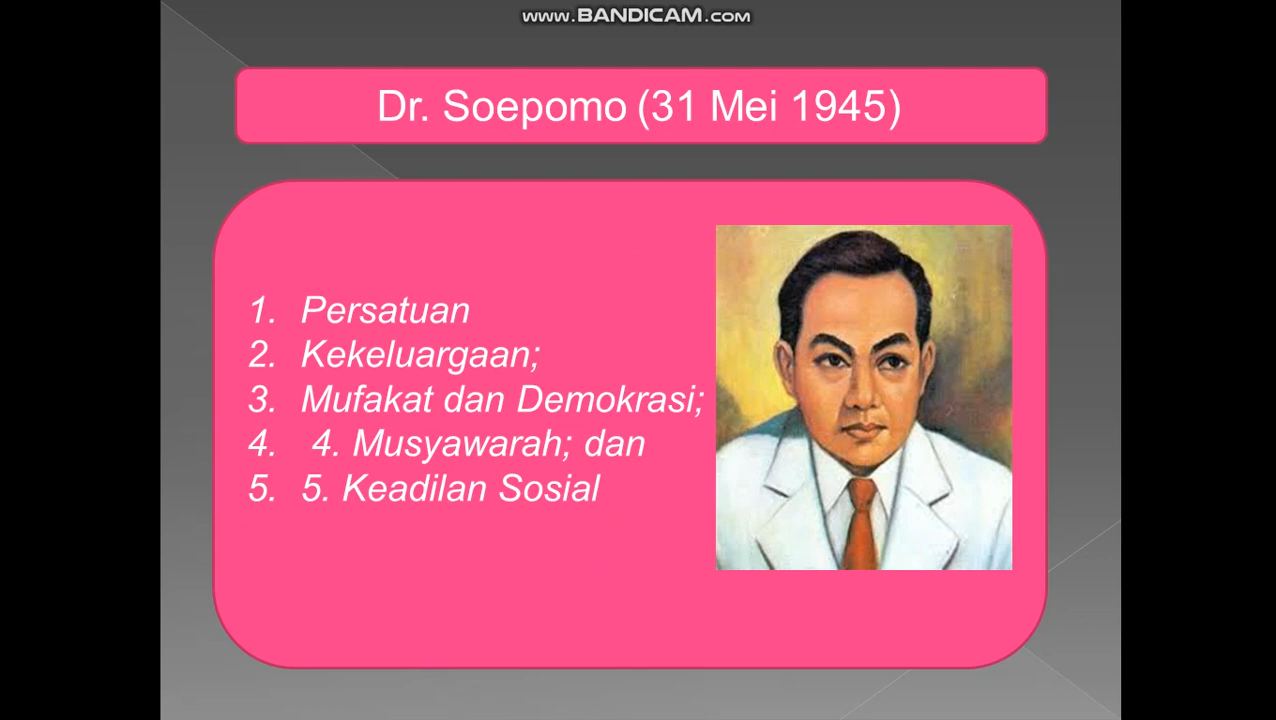 www.BANDICAM.com
Dr. Soepomo (31 Mei 1945)
1. Persatuan
2. Kekeluargaan;
3. Mufakat dan Demokrasi;
4. 4. Musyawarah; dan
5. 5. Keadilan Sosial